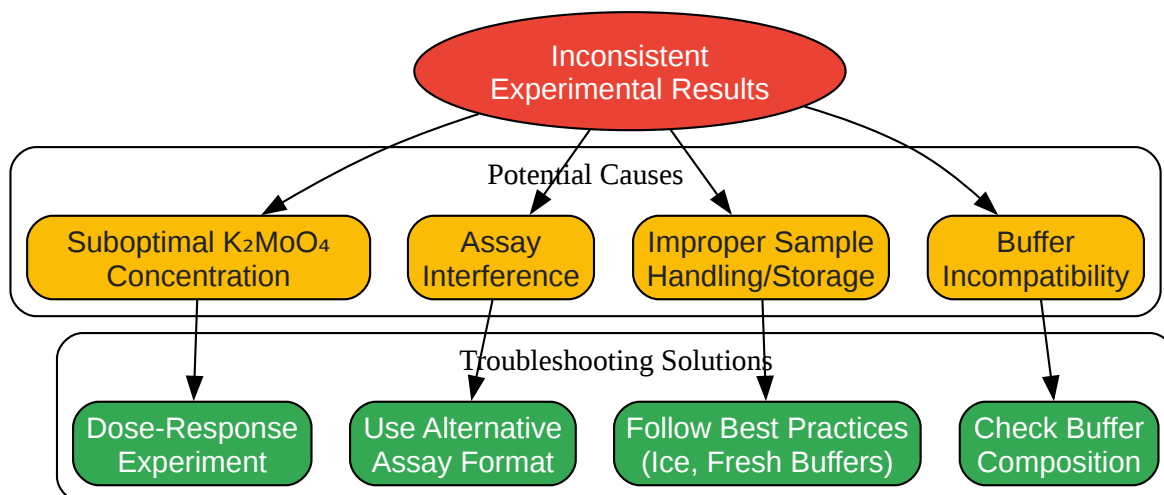 Inconsistent
Experimental Results
Potential Causes
Suboptimal K₂MoO₄
Concentration
Assay
Interference
Improper Sample
Handling/Storage
Buffer
Incompatibility
Troubleshooting Solutions
Dose-Response
Experiment
Use Alternative
Assay Format
Follow Best Practices
(Ice, Fresh Buffers)
Check Buffer
Composition